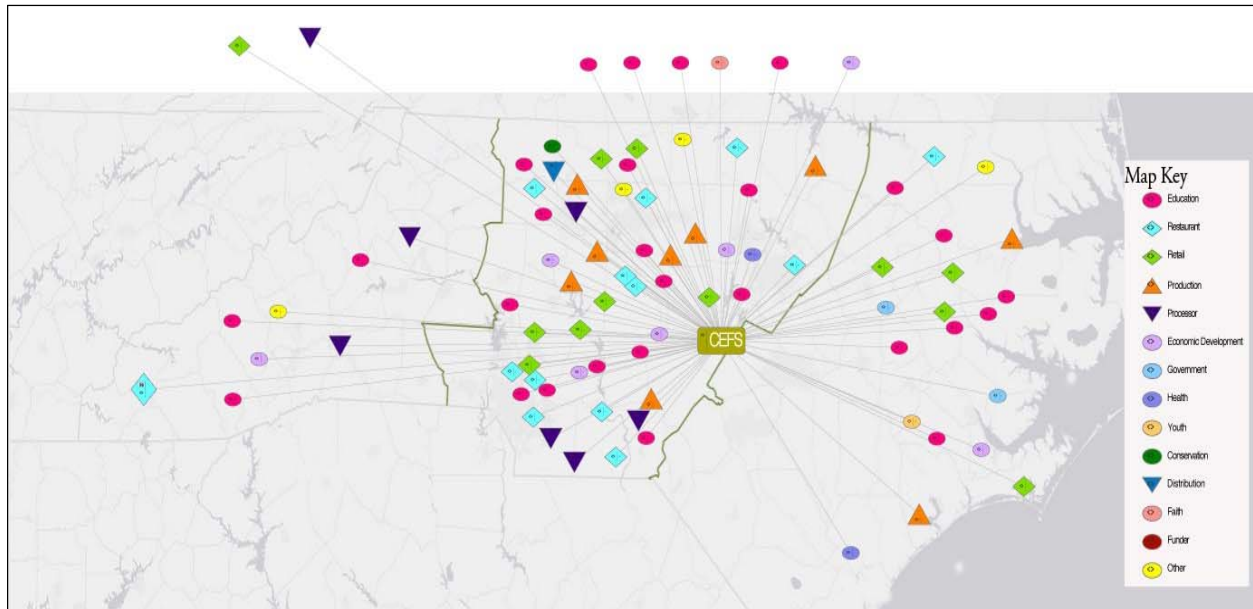 CEFS
Map Key
Education
Restaurant
Retail
Production
Processor
Economic Development
Government
Health
Youth
Conservation
Distribution
Faith
Funder
Other